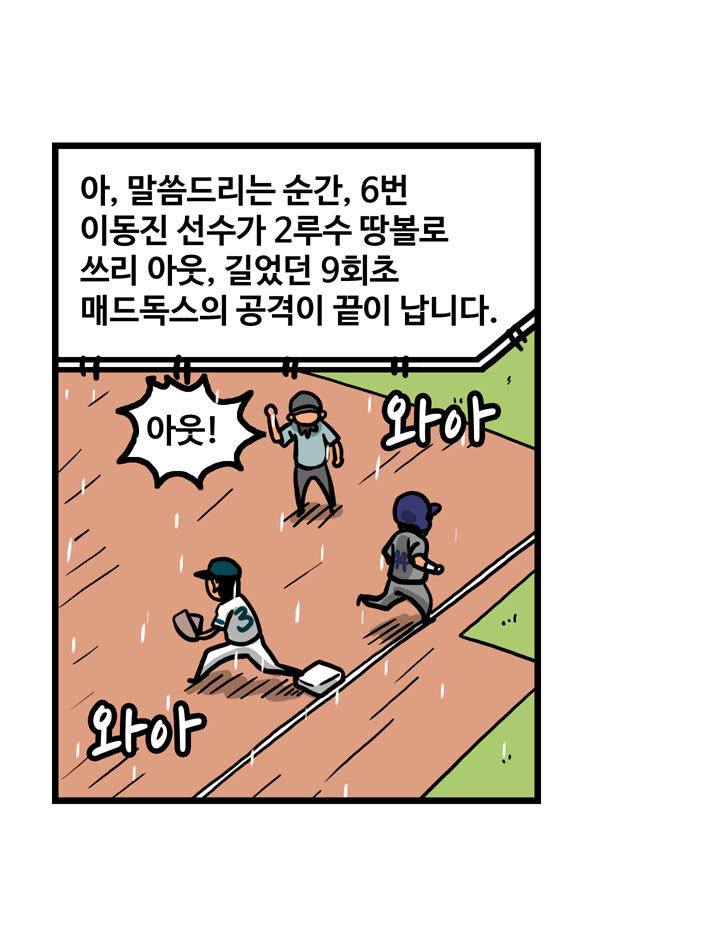 아, 말씀드리는 순간, 6번
이동진 선수가 2루수 땅볼로
쓰리 아웃, 길었던 9회초
매드독스의 공격이 끝이 납니다.
아웃!
와아
14
3
와아